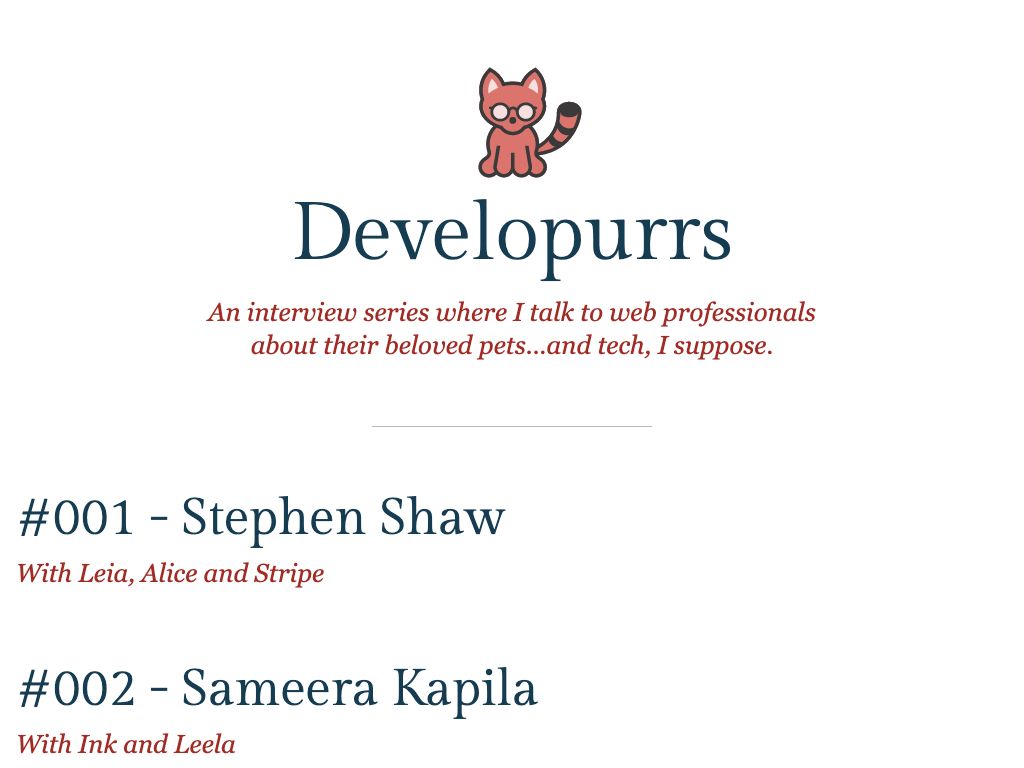 Developurrs
An interview series where I talk to web professionals
about their beloved pets...and tech, I suppose.
#001 - Stephen Shaw
With Leia, Alice and Stripe
#002 - Sameera Kapila
With Ink and Leela